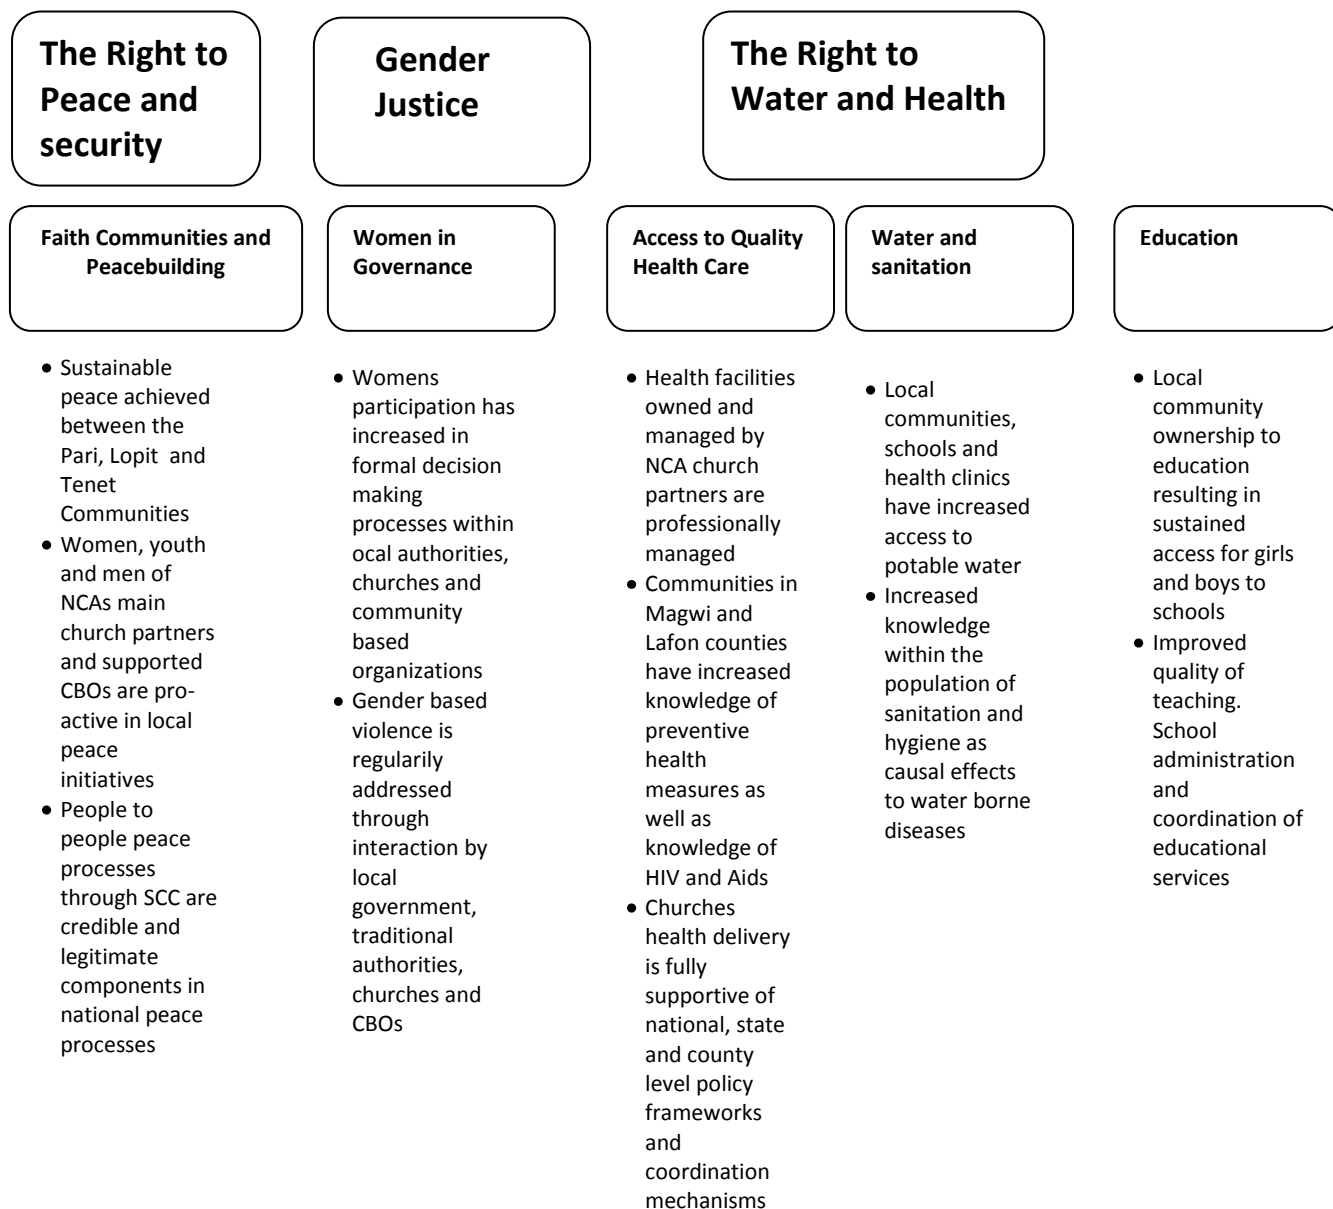 The Right to
Peace and
security
Gender
Justice
The Right to
Water and Health
Faith Communities and
Peacebuilding
Women in
Governance
Access to Quality
Health Care
Water and
sanitation
Education
• Sustainable
peace achieved
between the
Pari, Lopit and
Tenet
Communities
• Women, youth
and men of
NCAs main
church partners
and supported
CBOs are pro-
active in local
peace
initiatives
• People to
people peace
processes
through SCC are
credible and
legitimate
components in
national peace
processes
• Womens
participation has
increased in
formal decision
making
processes within
ocal authorities,
churches and
community
based
organizations
• Gender based
violence is
regularily
addressed
through
interaction by
local
government,
traditional
authorities,
churches and
CBOs
• Health facilities
owned and
managed by
NCA church
partners are
professionally
managed
• Communities in
Magwi and
Lafon counties
have increased
knowledge of
preventive
health
measures as
well as
knowledge of
HIV and Aids
• Churches
health delivery
is fully
supportive of
national, state
and county
level policy
frameworks
and
coordination
mechanisms
• Local
communities,
schools and
health clinics
have increased
access to
potable water
• Increased
knowledge
within the
population of
sanitation and
hygiene as
causal effects
to water borne
diseases
• Local
community
ownership to
education
resulting in
sustained
access for girls
and boys to
schools
• Improved
quality of
teaching.
School
administration
and
coordination of
educational
services